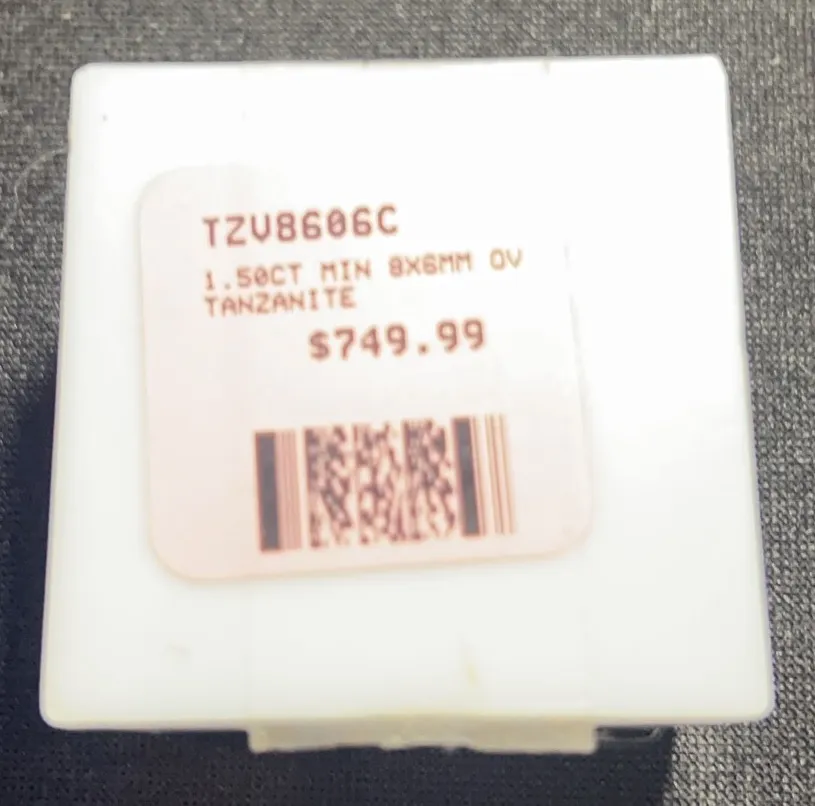 TZV8606C
1.50CT MIN 8X6MM OV
TANZANITE
$749.99